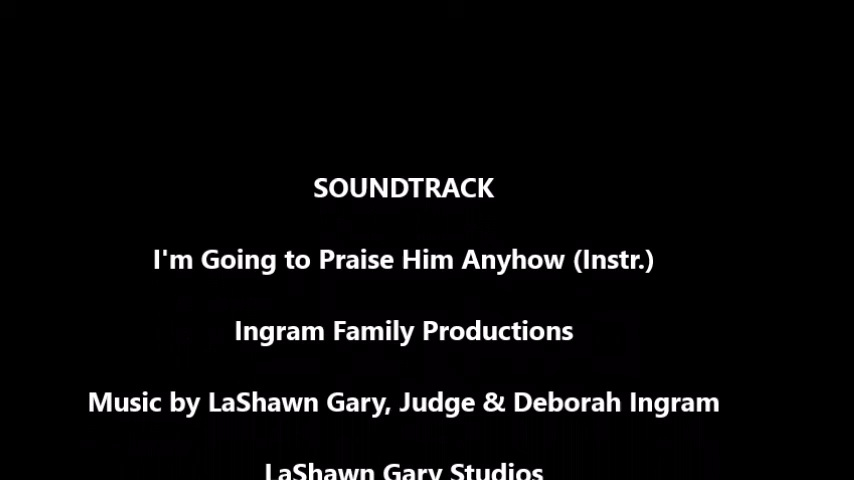 SOUNDTRACK
I'm Going to Praise Him Anyhow (Instr.)
Ingram Family Productions
Music by LaShawn Gary, Judge & Deborah Ingram
LaShawn Gary Studios